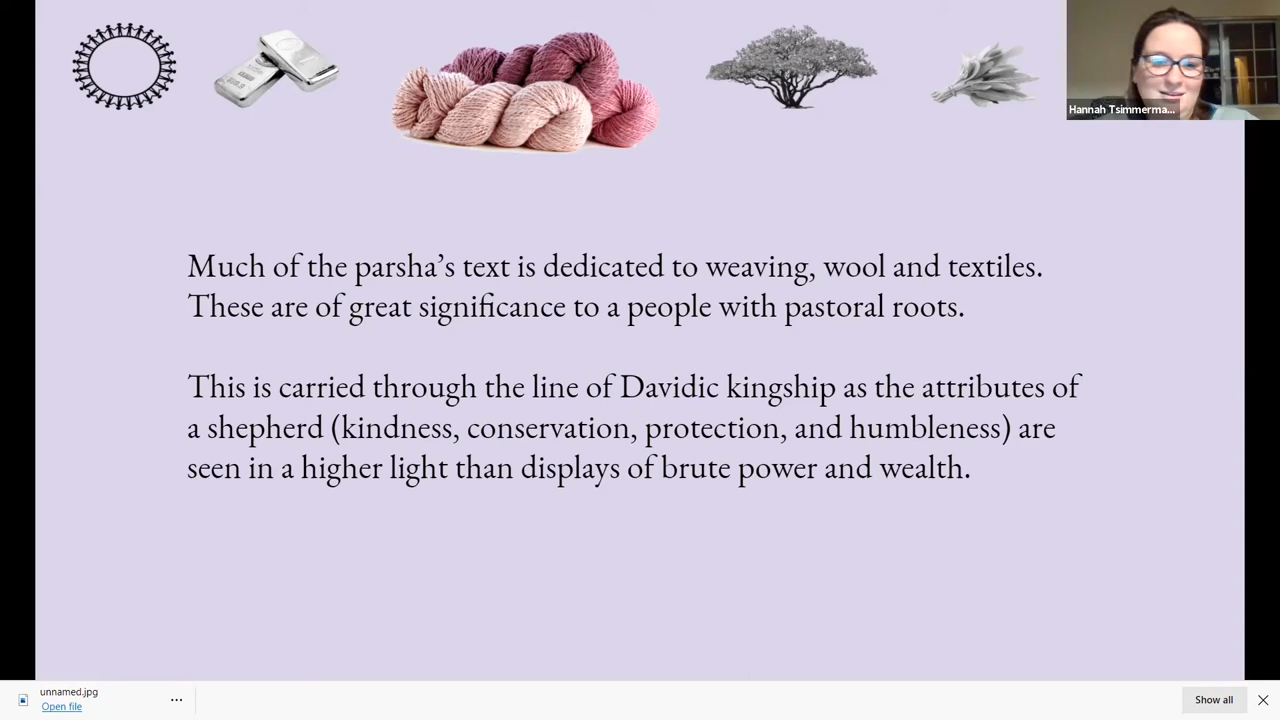 Hannah Tsimmerma...
Much of the parsha’s text is dedicated to weaving, wool and textiles.
These are of great significance to a people with pastoral roots.
This is carried through the line of Davidic kingship as the attributes of
a shepherd (kindness, conservation, protection, and humbleness) are
seen in a higher light than displays of brute power and wealth.
unnamed.jpg
Open file
Show all